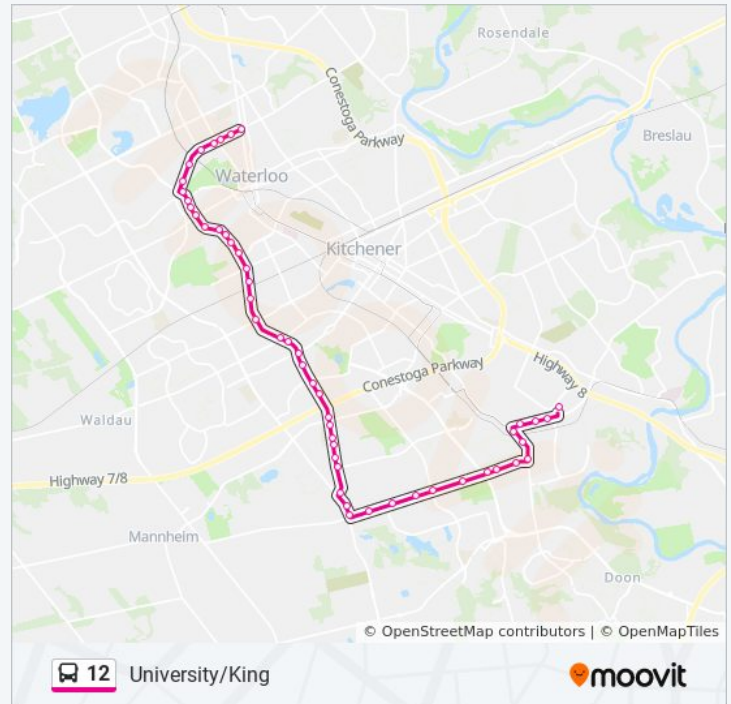 Rosendale
Conestoga Parkway
Breslau
Waterloo
Kitchener
Highway 8
Conestoga Parkway
Waldau
Highway 7/8
Mannheim
Doon
© OpenStreetMap contributors | © OpenMapTiles
12 University/King
moovit